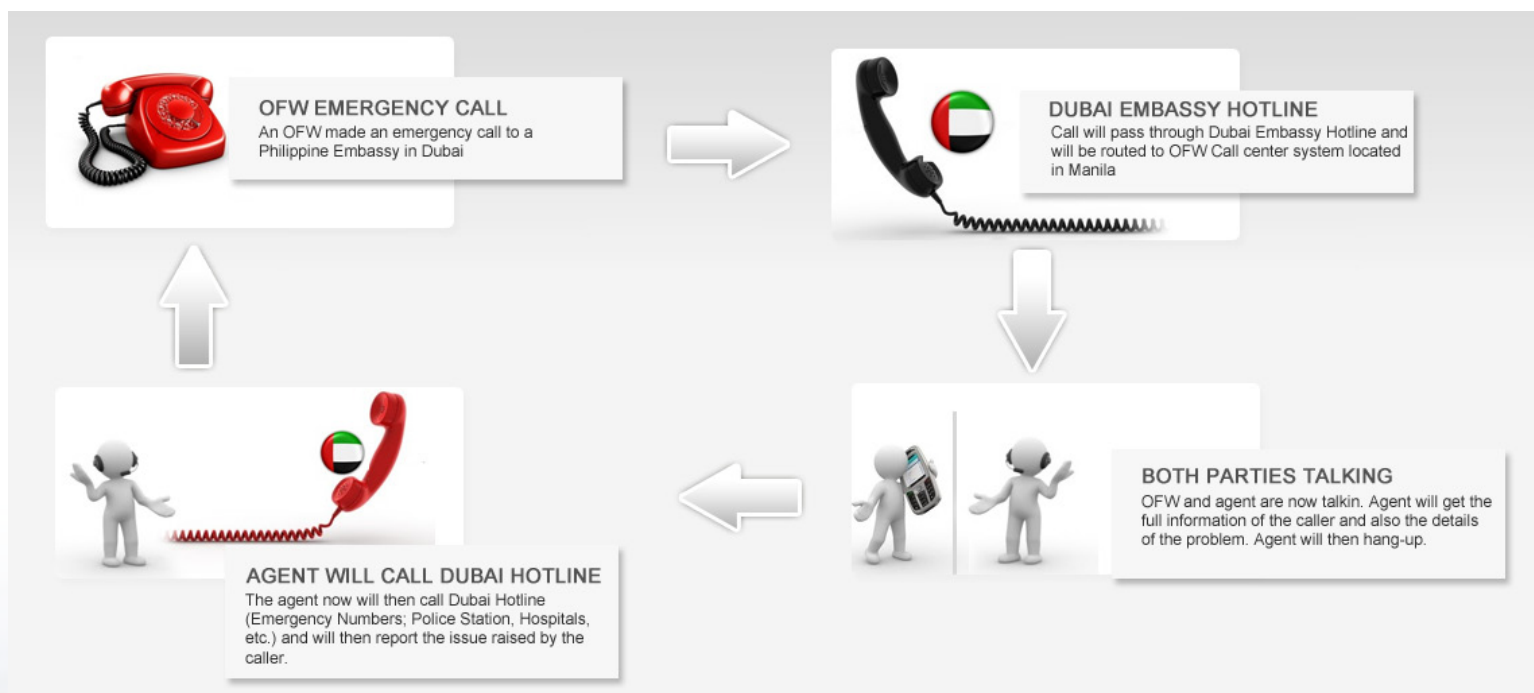 OFW EMERGENCY CALL
An OFW made an emergency call to a
Philippine Embassy in Dubai
DUBAI EMBASSY HOTLINE
Call will pass through Dubai Embassy Hotline and
will be routed to OFW Call center system located
in Manila
BOTH PARTIES TALKING
OFW and agent are now talkin. Agent will get the
full information of the caller and also the details
of the problem. Agent will then hang-up.
AGENT WILL CALL DUBAI HOTLINE
The agent now will then call Dubai Hotline
(Emergency Numbers; Police Station, Hospitals,
etc.) and will then report the issue raised by the
caller.